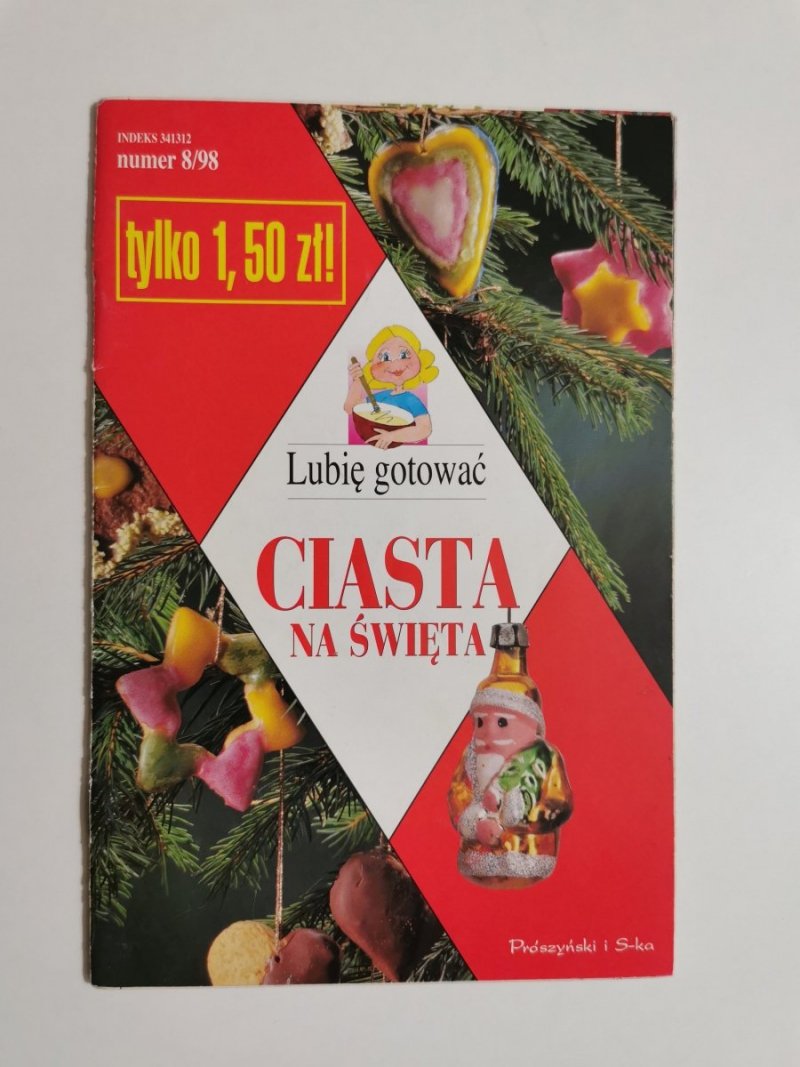 INDEKS 341312
numer 8/98
tylko 1,50 zł!
Lubię gotować
CIASTA
NA ŚWIĘTA
Prószyński i S-ka